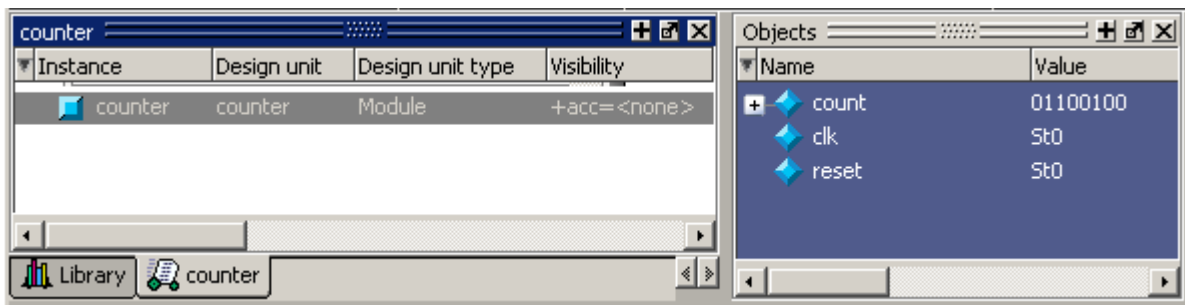 counter
Instance Design unit Design unit type Visibility
counter counter Module +acc=<none>
Library counter
Objects
Name Value
count 01100100
clk St0
reset St0